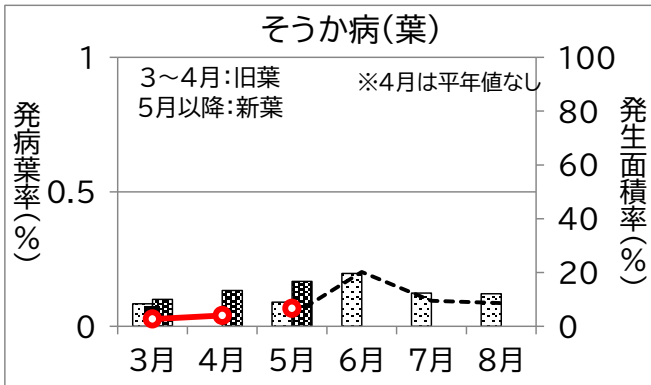 そうか病(葉)
1
0.5
0
発病葉率(%)
3～4月:旧葉
5月以降:新葉
※4月は平年値なし
100
80
60
40
20
0
発生面積率(%)
3月 4月 5月 6月 7月 8月